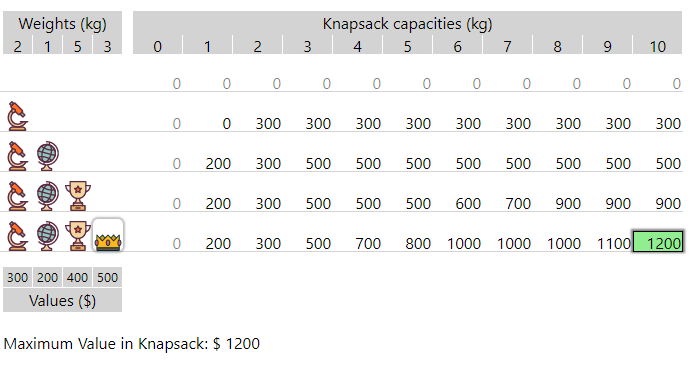 Weights (kg) Knapsack capacities (kg)
2 1 5 3 0 1 2 3 4 5 6 7 8 9 10
0 0 0 0 0 0 0 0 0 0 0
0 0 300 300 300 300 300 300 300 300 300
0 200 300 500 500 500 500 500 500 500 500
0 200 300 500 500 500 600 700 900 900 900
0 200 300 500 700 800 1000 1000 1000 1100 1200
300 200 400 500
Values ($)
Maximum Value in Knapsack: $ 1200